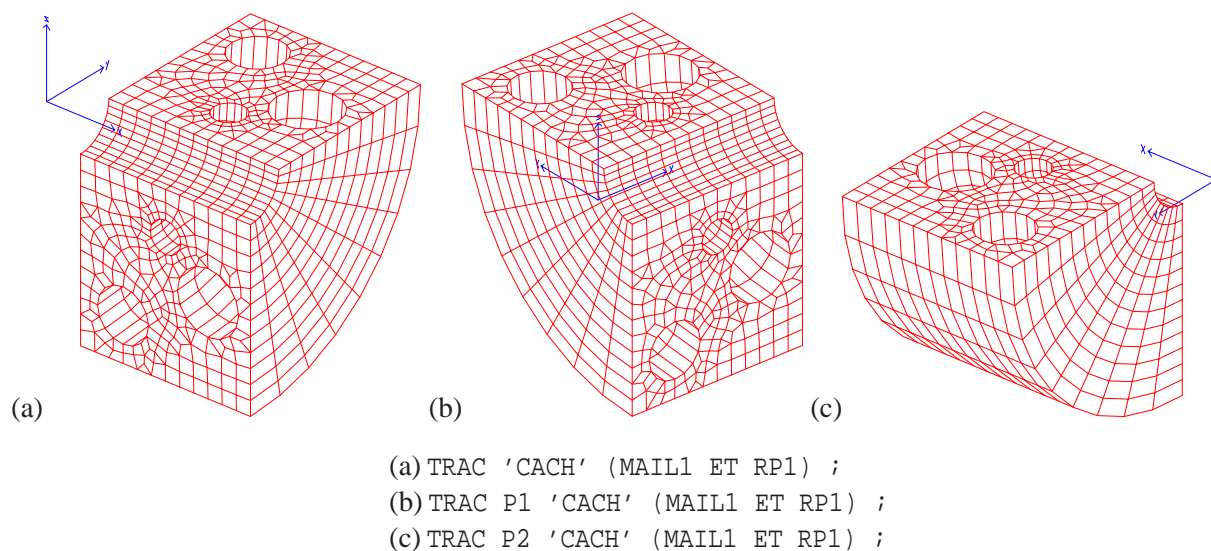 z
Y
X
X
Y
(a)
(b)
(c)
(a) TRAC 'CACH' (MAIL1 ET RP1) ;
(b) TRAC P1 'CACH' (MAIL1 ET RP1) ;
(c) TRAC P2 'CACH' (MAIL1 ET RP1) ;